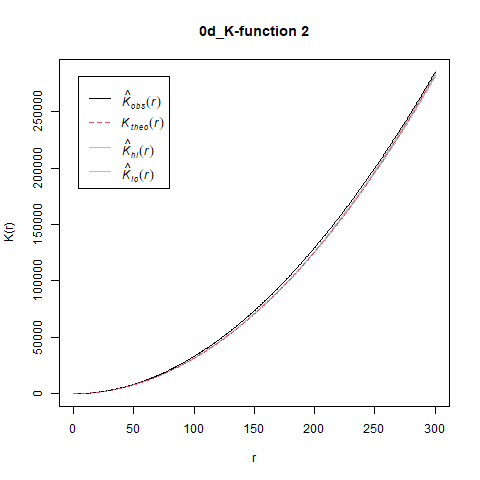 0d_K-function 2
K̂obs(r)
Ktheo(r)
K̂hi(r)
K̂lo(r)
K(r)
250000
200000
150000
100000
50000
0
0 50 100 150 200 250 300
r